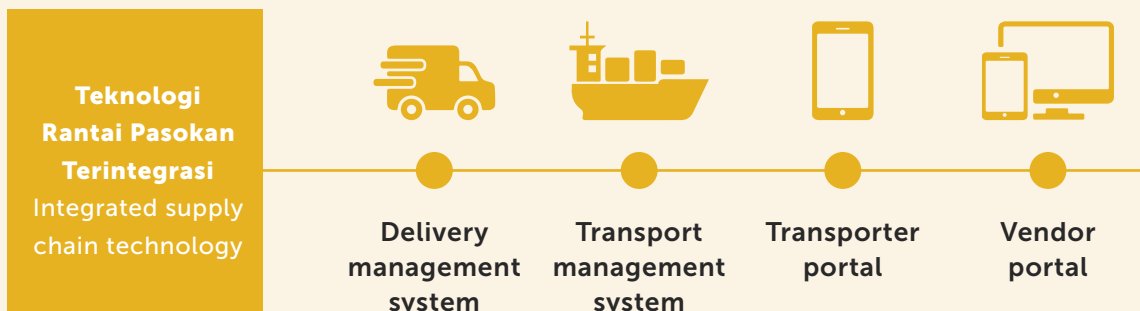 Teknologi
Rantai Pasokan
Terintegrasi
Integrated supply
chain technology
Delivery
management
system
Transport
management
system
Transporter
portal
Vendor
portal